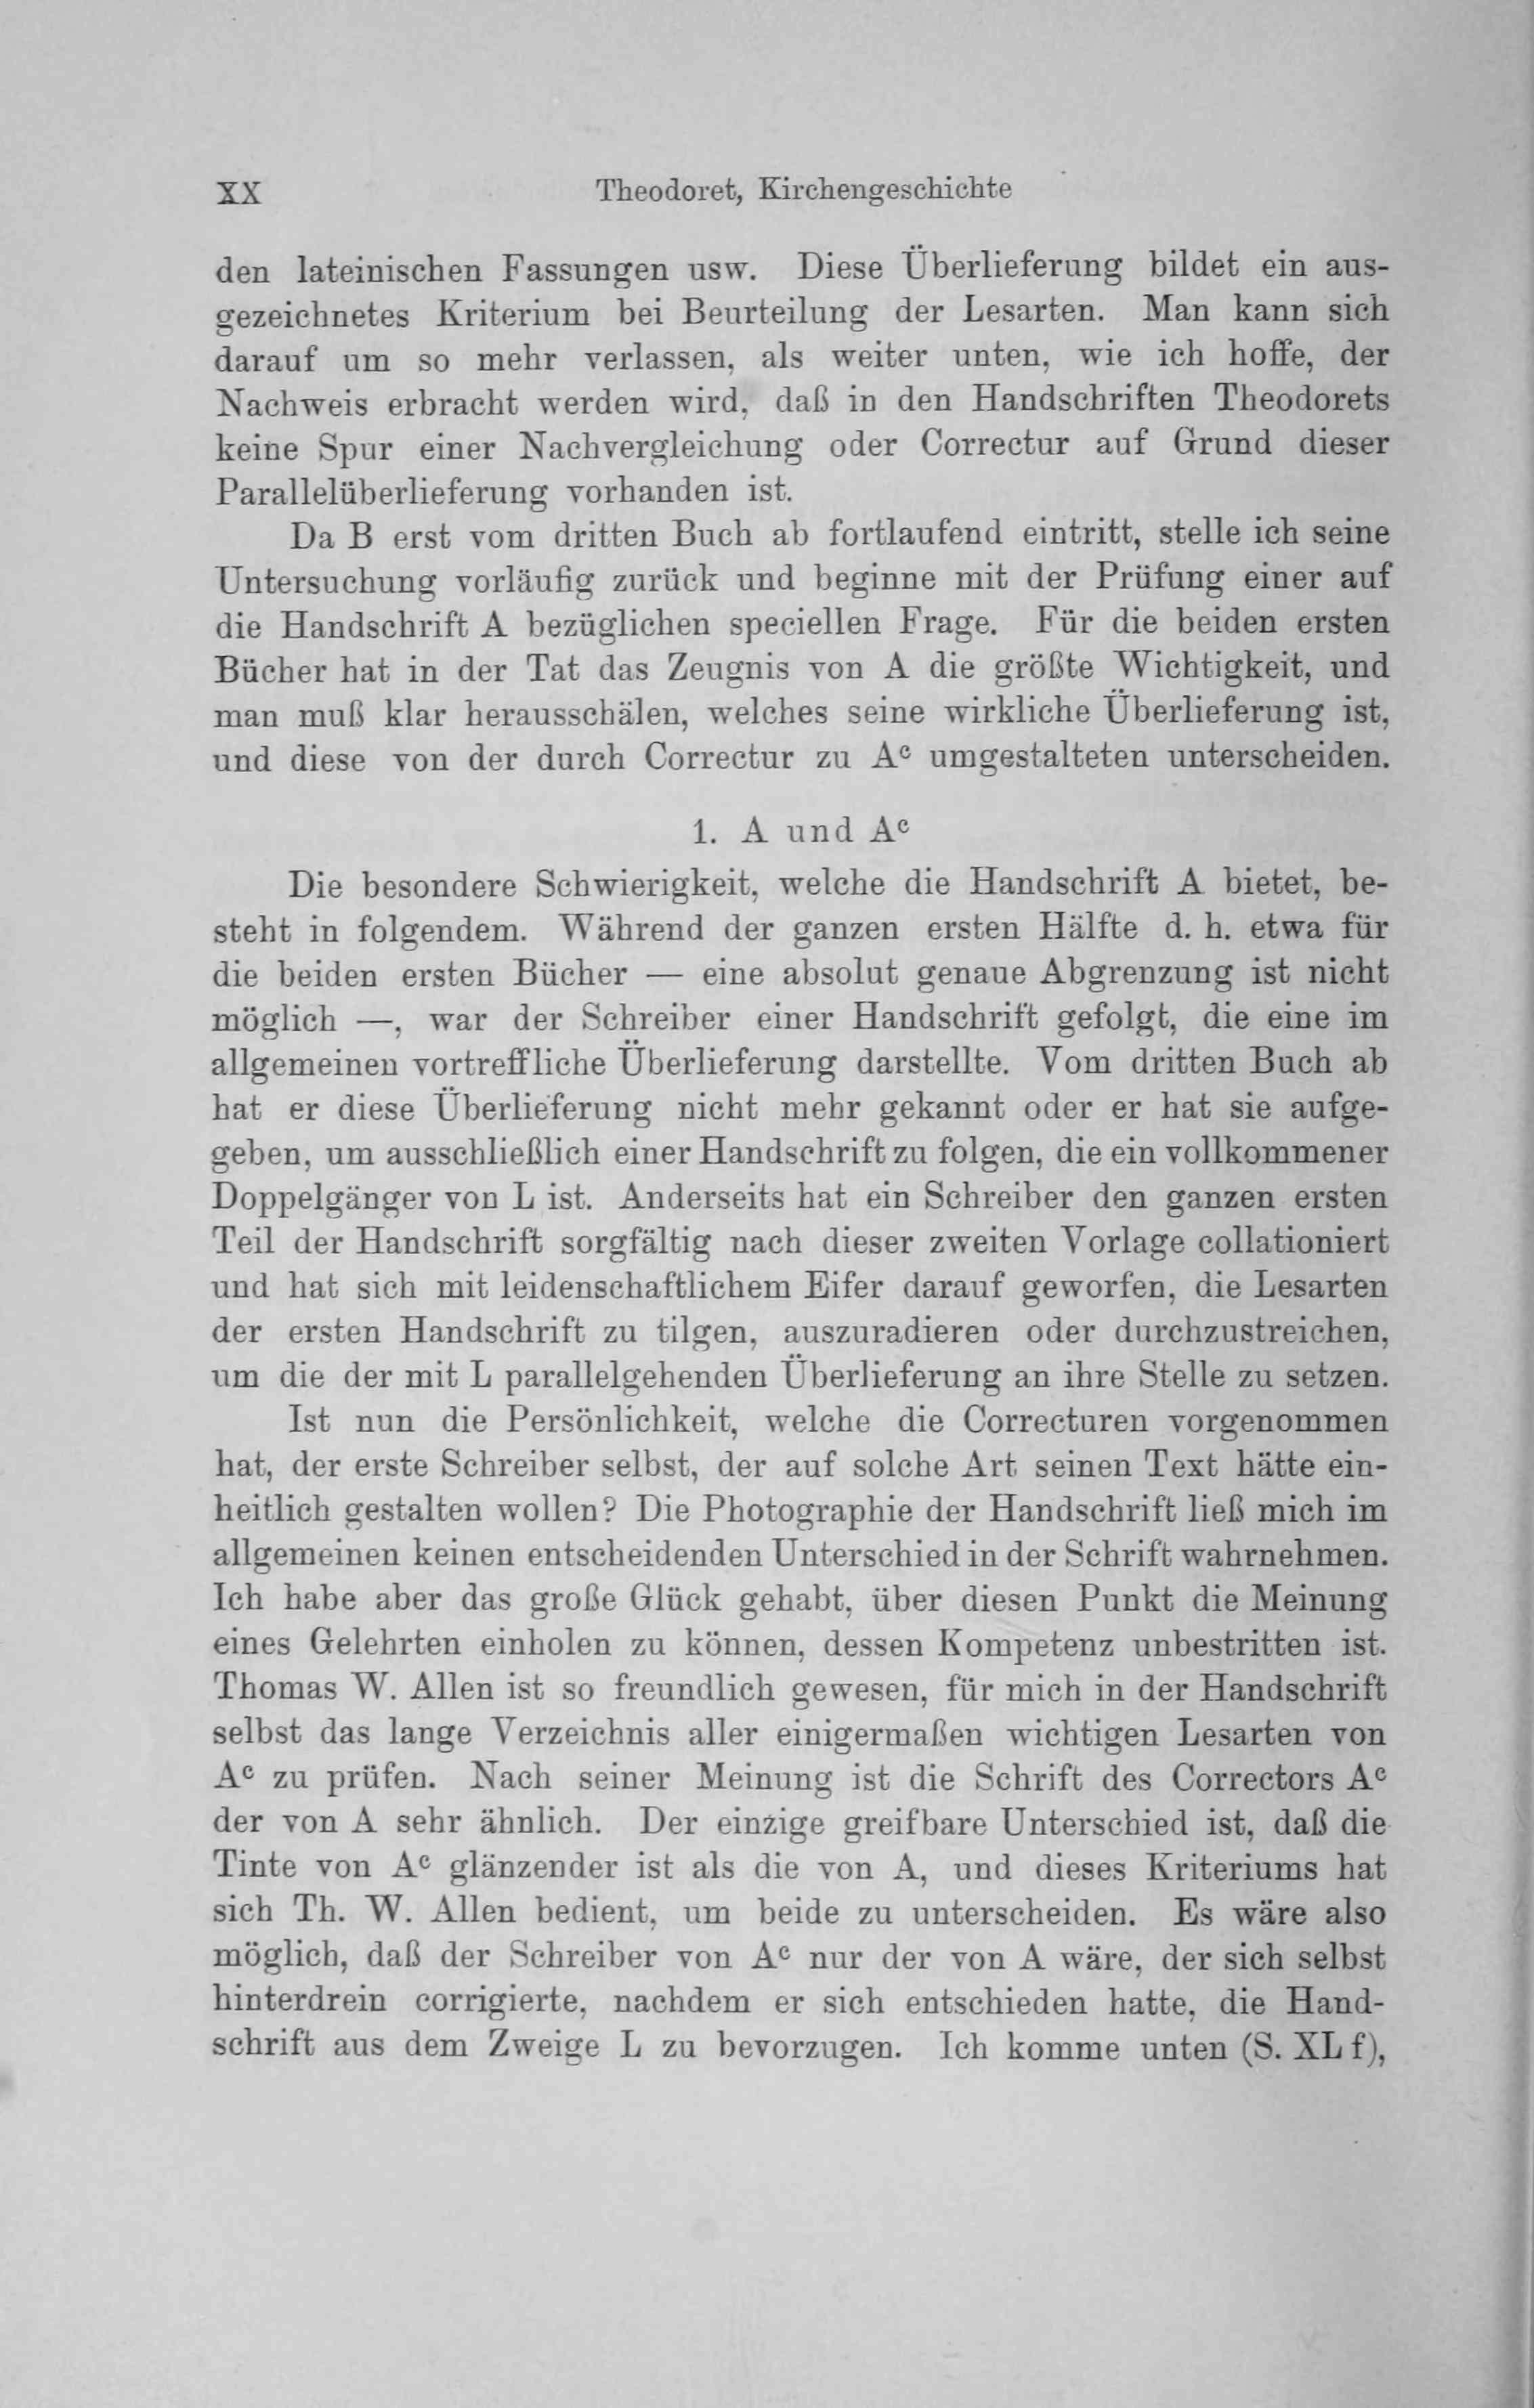 XX Theodoret, Kirchengeschichte
den lateinischen Fassungen usw. Diese Überlieferung bildet ein aus-
gezeichnetes Kriterium bei Beurteilung der Lesarten. Man kann sich
darauf um so mehr verlassen, als weiter unten, wie ich hoffe, der
Nachweis erbracht werden wird, daß in den Handschriften Theodorets
keine Spur einer Nachvergleichung oder Correctur auf Grund dieser
Parallelüberlieferung vorhanden ist.
Da B erst vom dritten Buch ab fortlaufend eintritt, stelle ich seine
Untersuchung vorläufig zurück und beginne mit der Prüfung einer auf
die Handschrift A bezüglichen speciellen Frage. Für die beiden ersten
Bücher hat in der Tat das Zeugnis von A die größte Wichtigkeit, und
man muß klar herausschälen, welches seine wirkliche Überlieferung ist,
und diese von der durch Correctur zu Aᶜ umgestalteten unterscheiden.
1. A und Aᶜ
Die besondere Schwierigkeit, welche die Handschrift A bietet, be-
steht in folgendem. Während der ganzen ersten Hälfte d. h. etwa für
die beiden ersten Bücher — eine absolut genaue Abgrenzung ist nicht
möglich —, war der Schreiber einer Handschrift gefolgt, die eine im
allgemeinen vortreffliche Überlieferung darstellte. Vom dritten Buch ab
hat er diese Überlieferung nicht mehr gekannt oder er hat sie aufge-
geben, um ausschließlich einer Handschrift zu folgen, die ein vollkommener
Doppelgänger von L ist. Anderseits hat ein Schreiber den ganzen ersten
Teil der Handschrift sorgfältig nach dieser zweiten Vorlage collationiert
und hat sich mit leidenschaftlichem Eifer darauf geworfen, die Lesarten
der ersten Handschrift zu tilgen, auszuradieren oder durchzustreichen,
um die der mit L parallelgehenden Überlieferung an ihre Stelle zu setzen.
Ist nun die Persönlichkeit, welche die Correcturen vorgenommen
hat, der erste Schreiber selbst, der auf solche Art seinen Text hätte ein-
heitlich gestalten wollen? Die Photographie der Handschrift ließ mich im
allgemeinen keinen entscheidenden Unterschied in der Schrift wahrnehmen.
Ich habe aber das große Glück gehabt, über diesen Punkt die Meinung
eines Gelehrten einholen zu können, dessen Kompetenz unbestritten ist.
Thomas W. Allen ist so freundlich gewesen, für mich in der Handschrift
selbst das lange Verzeichnis aller einigermaßen wichtigen Lesarten von
Aᶜ zu prüfen. Nach seiner Meinung ist die Schrift des Correctors Aᶜ
der von A sehr ähnlich. Der einzige greifbare Unterschied ist, daß die
Tinte von Aᶜ glänzender ist als die von A, und dieses Kriteriums hat
sich Th. W. Allen bedient, um beide zu unterscheiden. Es wäre also
möglich, daß der Schreiber von Aᶜ nur der von A wäre, der sich selbst
hinterdrein corrigierte, nachdem er sich entschieden hatte, die Hand-
schrift aus dem Zweige L zu bevorzugen. Ich komme unten (S. XL f),